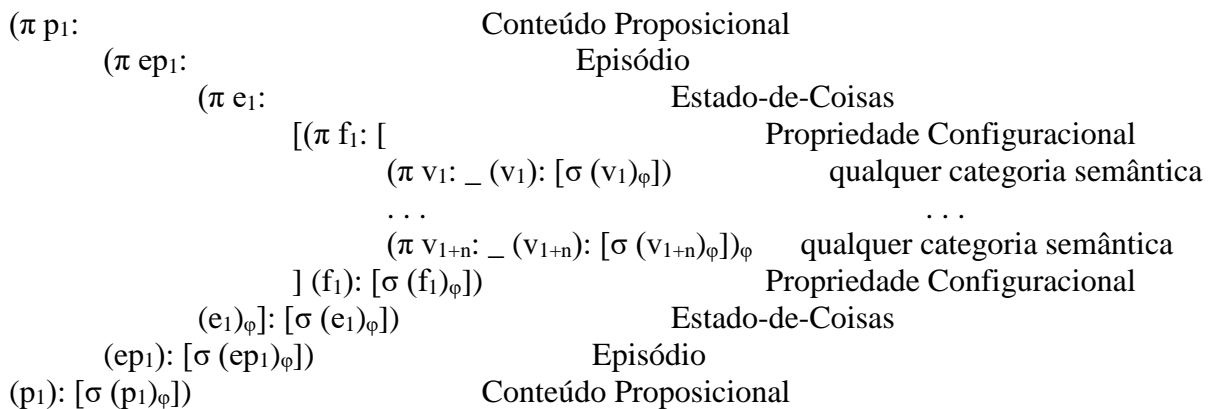 (π p₁: Conteúdo Proposicional
(π ep₁: Episódio
(π e₁: Estado-de-Coisas
[(π f₁: [ Propriedade Configuracional
(π v₁: _ (v₁): [σ (v₁)ᵩ]) qualquer categoria semântica
. . . . . .
(π v₁₊ₙ: _ (v₁₊ₙ): [σ (v₁₊ₙ)ᵩ])ᵩ qualquer categoria semântica
] (f₁): [σ (f₁)ᵩ]) Propriedade Configuracional
(e₁)ᵩ]: [σ (e₁)ᵩ]) Estado-de-Coisas
(ep₁): [σ (ep₁)ᵩ]) Episódio
(p₁): [σ (p₁)ᵩ]) Conteúdo Proposicional